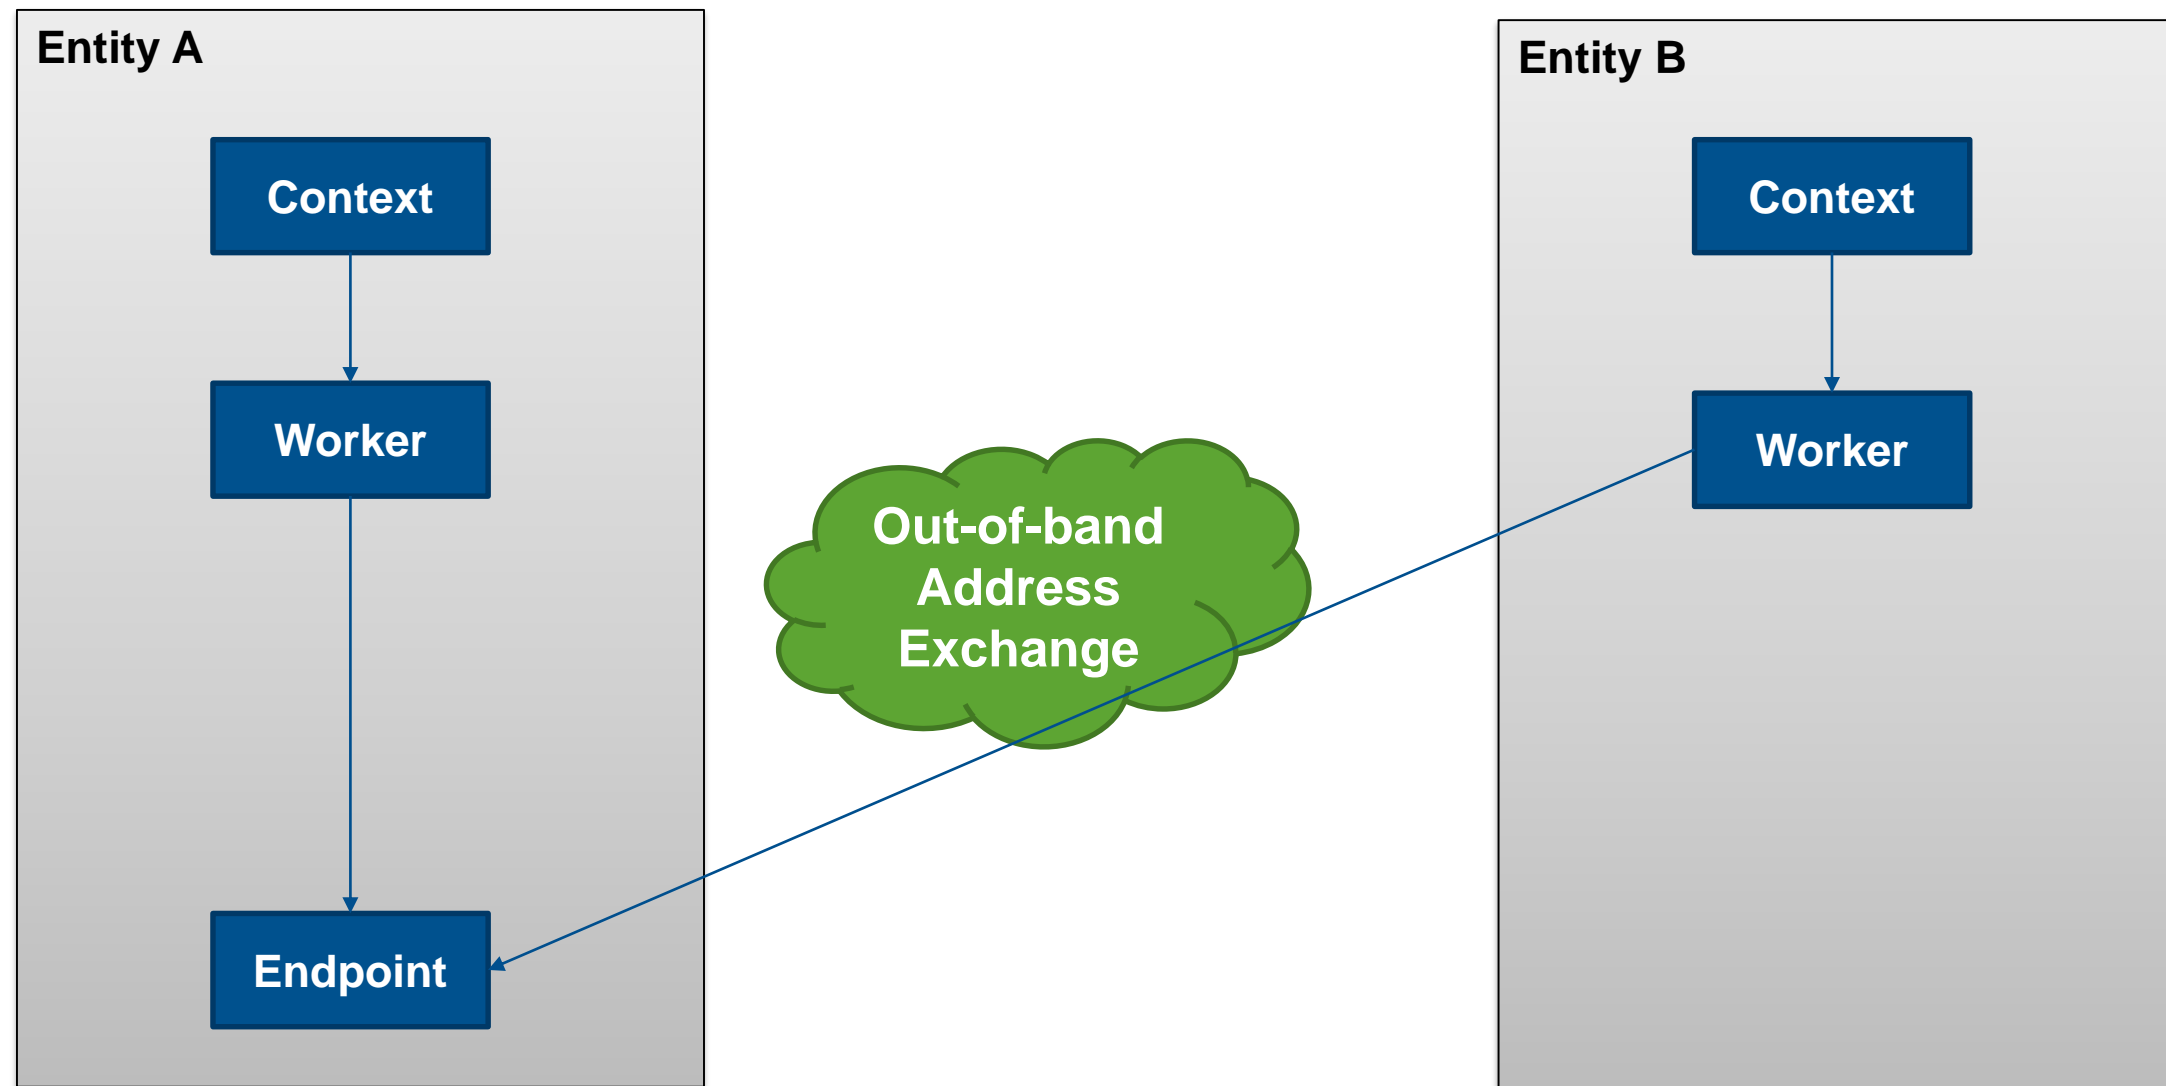 Entity A
Context
Worker
Endpoint
Out-of-band
Address
Exchange
Entity B
Context
Worker